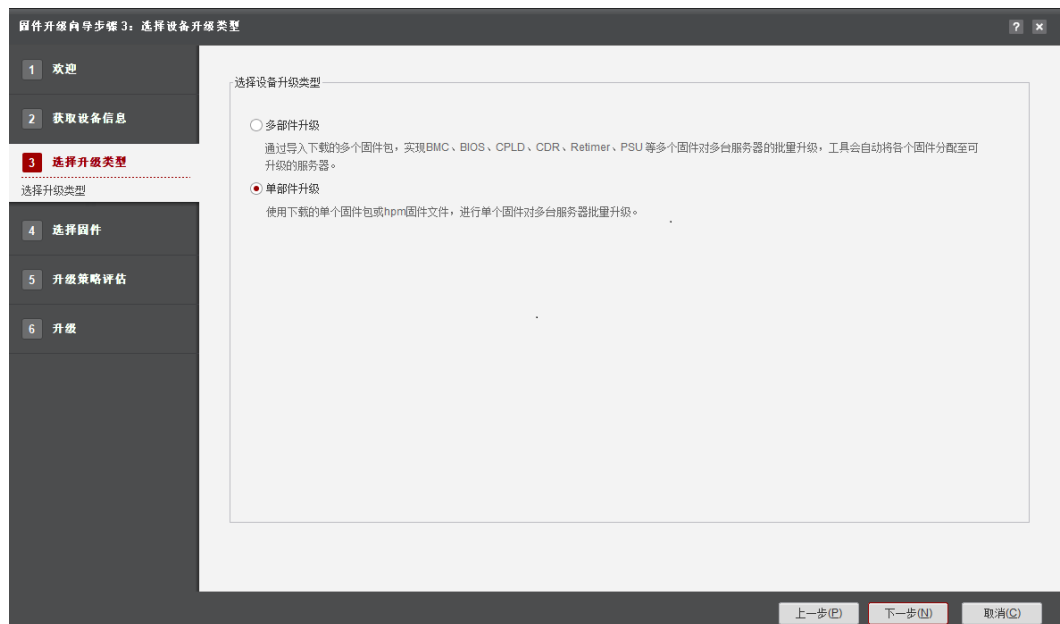 固件升级向导步骤 3：选择设备升级类型
? ×
1 欢迎
2 获取设备信息
3 选择升级类型
选择升级类型
4 选择固件
5 升级策略评估
6 升级
选择设备升级类型
多部件升级
通过导入下载的多个固件包，实现BMC、BIOS、CPLD、CDR、Retimer、PSU 等多个固件对多台服务器的批量升级，工具会自动将各个固件分配至可
升级的服务器。
单部件升级
使用下载的单个固件包或hpm固件文件，进行单个固件对多台服务器批量升级。
上一步(P) 下一步(N) 取消(C)